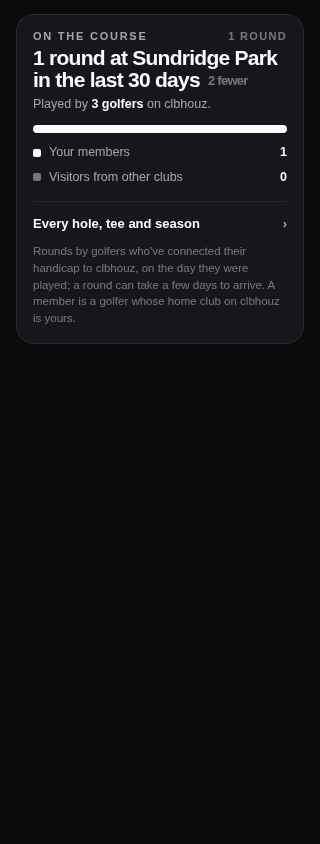 ON THE COURSE 1 ROUND
1 round at Sundridge Park
in the last 30 days 2 fewer
Played by 3 golfers on clbhouz.
Your members 1
Visitors from other clubs 0
Every hole, tee and season ›
Rounds by golfers who've connected their
handicap to clbhouz, on the day they were
played; a round can take a few days to arrive. A
member is a golfer whose home club on clbhouz
is yours.